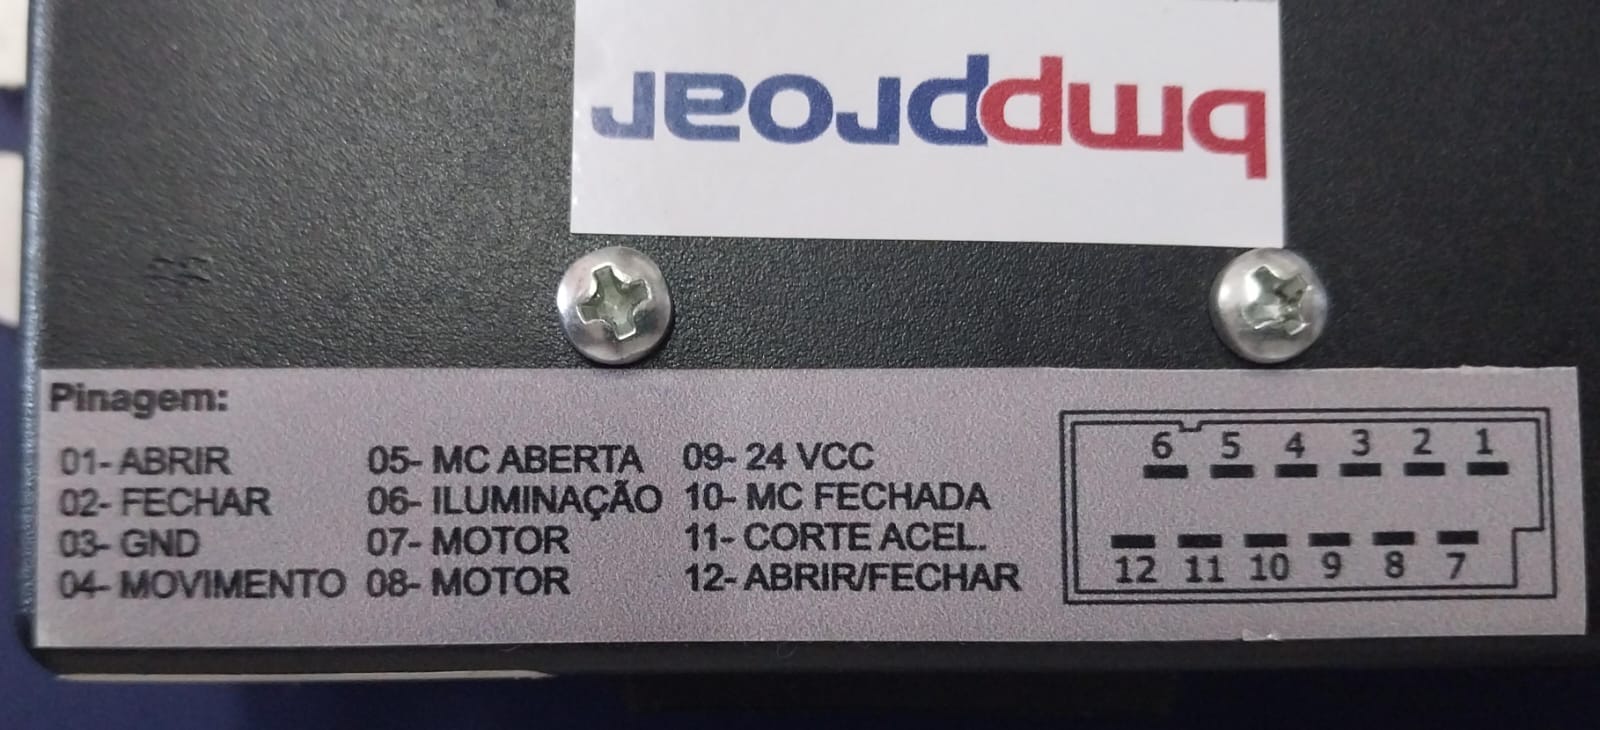 bmpproar
Pinagem:
01- ABRIR
02- FECHAR
03- GND
04- MOVIMENTO
05- MC ABERTA
06- ILUMINAÇÃO
07- MOTOR
08- MOTOR
09- 24 VCC
10- MC FECHADA
11- CORTE ACEL.
12- ABRIR/FECHAR
6 5 4 3 2 1
12 11 10 9 8 7